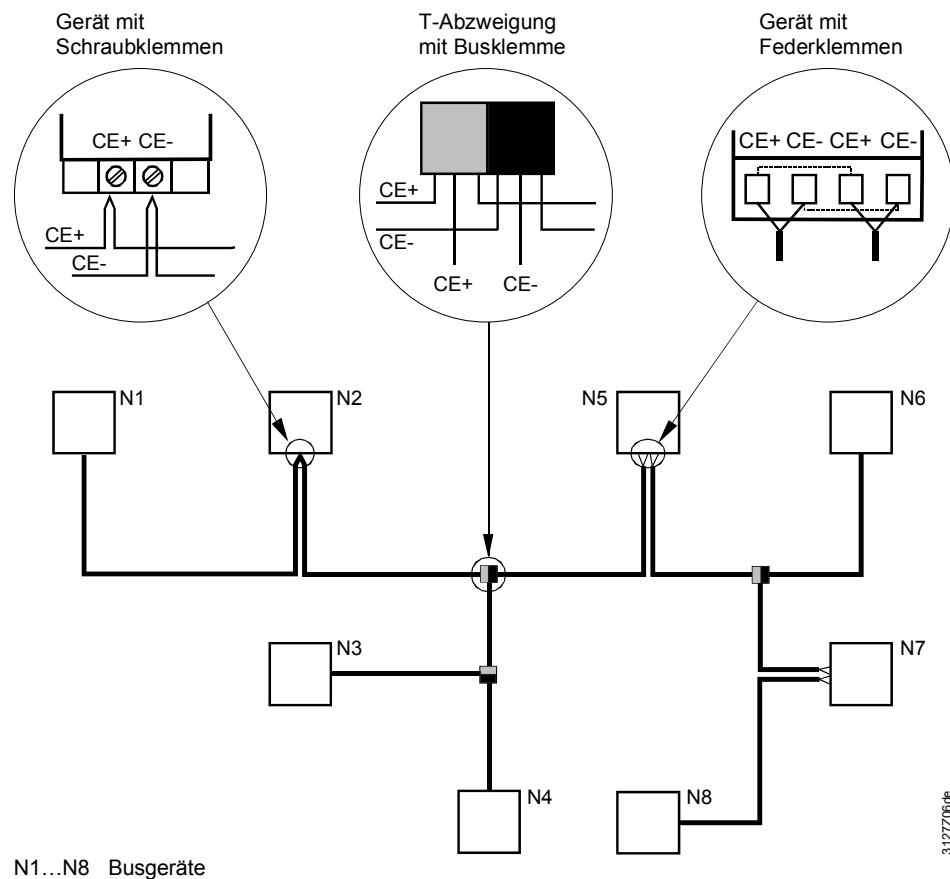 Gerät mit
Schraubklemmen
T-Abzweigung
mit Busklemme
Gerät mit
Federklemmen
CE+ CE-
CE+
CE-
CE+
CE-
CE+ CE-
CE+ CE- CE+ CE-
N1
N2
N5
N6
N3
N7
N4
N8
3127Z06de
N1…N8 Busgeräte